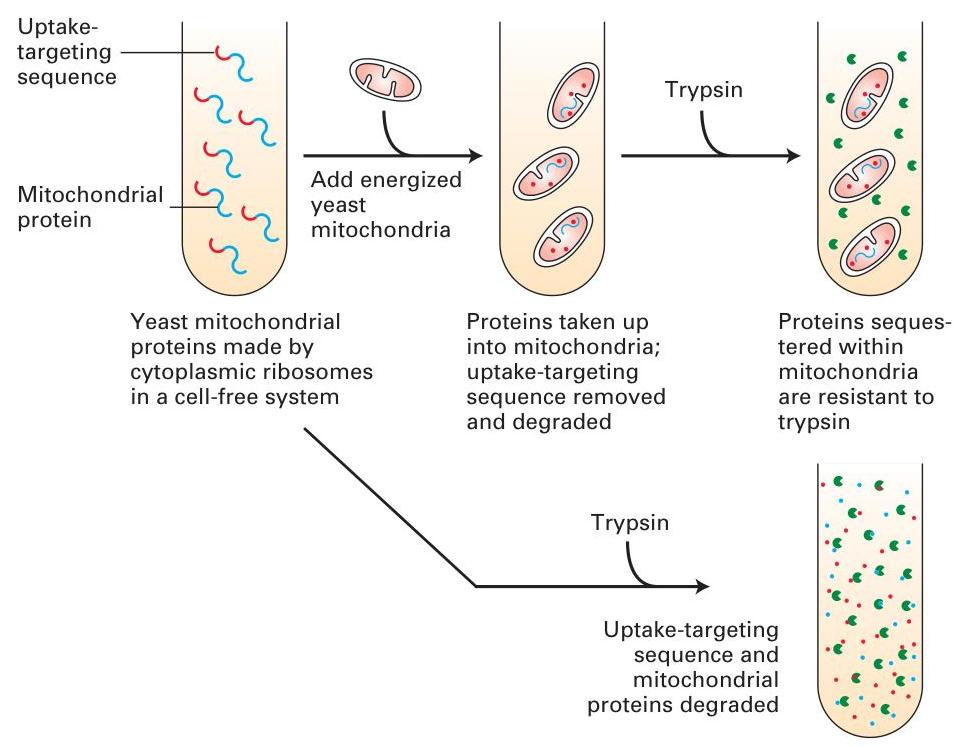 Uptake-
targeting
sequence
Mitochondrial
protein
Add energized
yeast
mitochondria
Trypsin
Yeast mitochondrial
proteins made by
cytoplasmic ribosomes
in a cell-free system
Proteins taken up
into mitochondria;
uptake-targeting
sequence removed
and degraded
Proteins seques-
tered within
mitochondria
are resistant to
trypsin
Trypsin
Uptake-targeting
sequence and
mitochondrial
proteins degraded